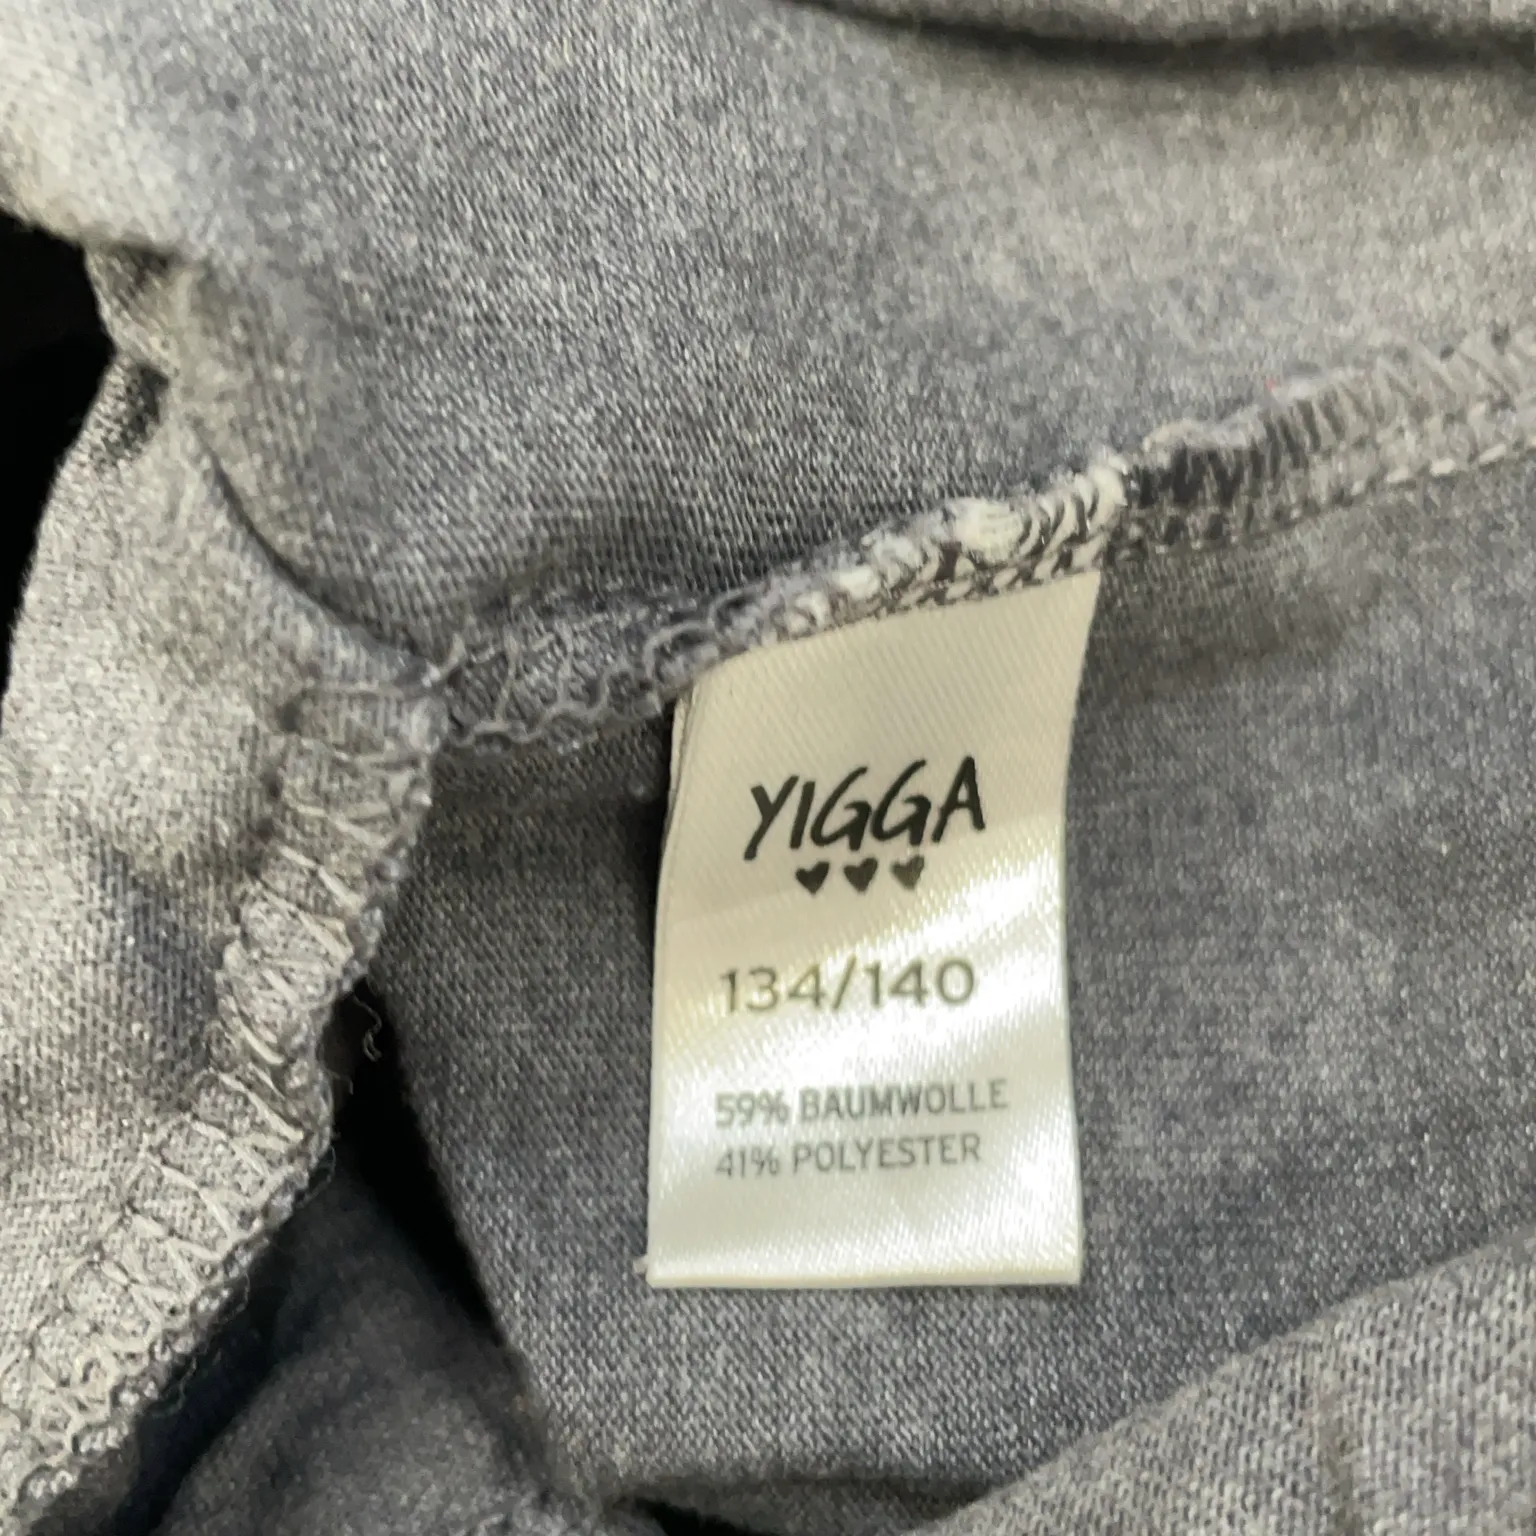 YIGGA
134/140
59% BAUMWOLLE
41% POLYESTER